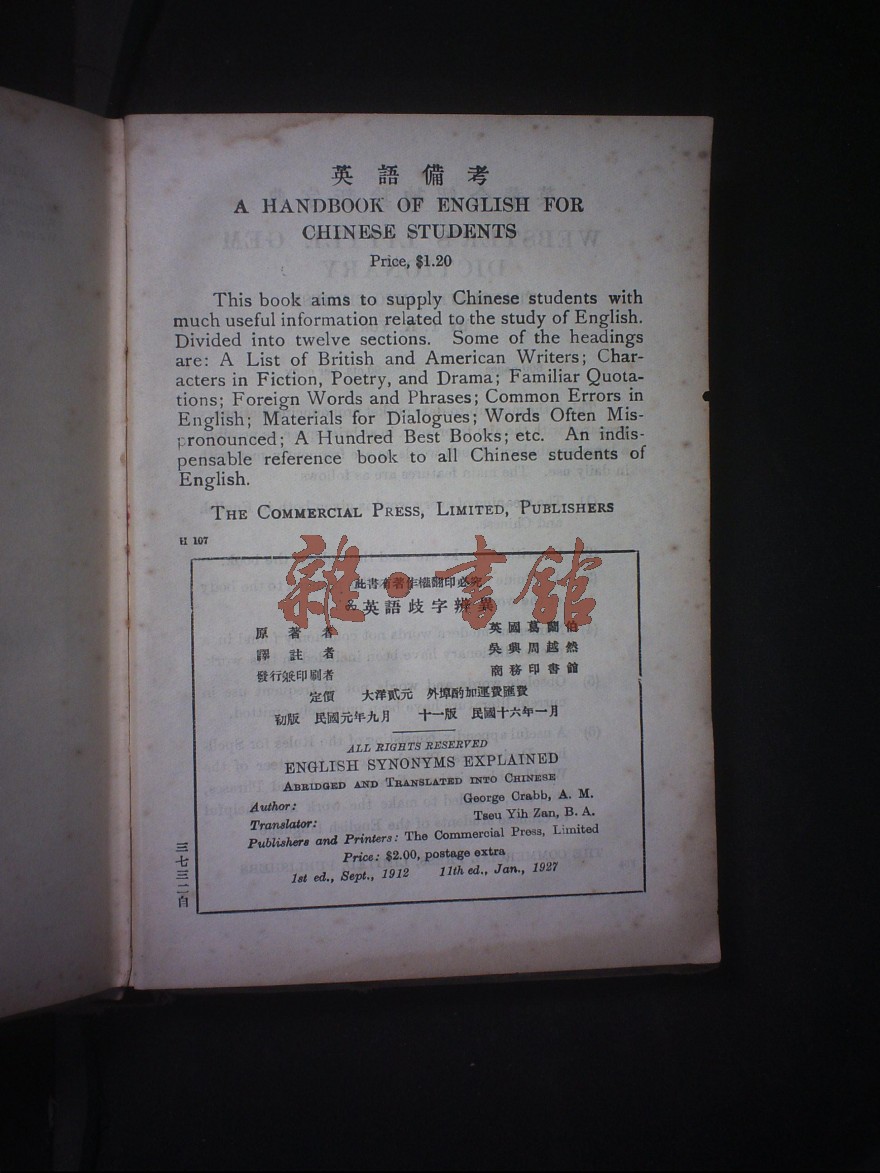 英語備考
A HANDBOOK OF ENGLISH FOR
CHINESE STUDENTS
Price, $1.20
This book aims to supply Chinese students with
much useful information related to the study of English.
Divided into twelve sections. Some of the headings
are: A List of British and American Writers; Char-
acters in Fiction, Poetry, and Drama; Familiar Quota-
tions; Foreign Words and Phrases; Common Errors in
English; Materials for Dialogues; Words Often Mis-
pronounced; A Hundred Best Books; etc. An indis-
pensable reference book to all Chinese students of
English.
THE COMMERCIAL PRESS, LIMITED, PUBLISHERS
H 107
雜·書館
此書有著作權翻印必究
英語歧字辨異
原著者 英國葛闢伯
譯註者 吳興周越然
發行兼印刷者 商務印書館
定價 大洋貳元 外埠酌加運費匯費
初版 民國元年九月 十一版 民國十六年一月
ALL RIGHTS RESERVED
ENGLISH SYNONYMS EXPLAINED
ABRIDGED AND TRANSLATED INTO CHINESE
Author: George Crabb, A. M.
Translator: Tseu Yih Zan, B. A.
Publishers and Printers: The Commercial Press, Limited
Price: $2.00, postage extra
1st ed., Sept., 1912 11th ed., Jan., 1927
三七三二自